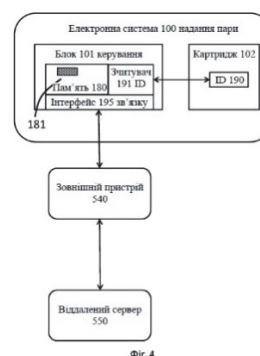 Електронна система 100 надання пари
Блок 101 керування
Картридж 102
Зчитувач
191 ID
Пам'ять 180
ID 190
Інтерфейс 195 зв'язку
181
Зовнішній пристрій
540
Віддалений сервер
550
Фіг. 4